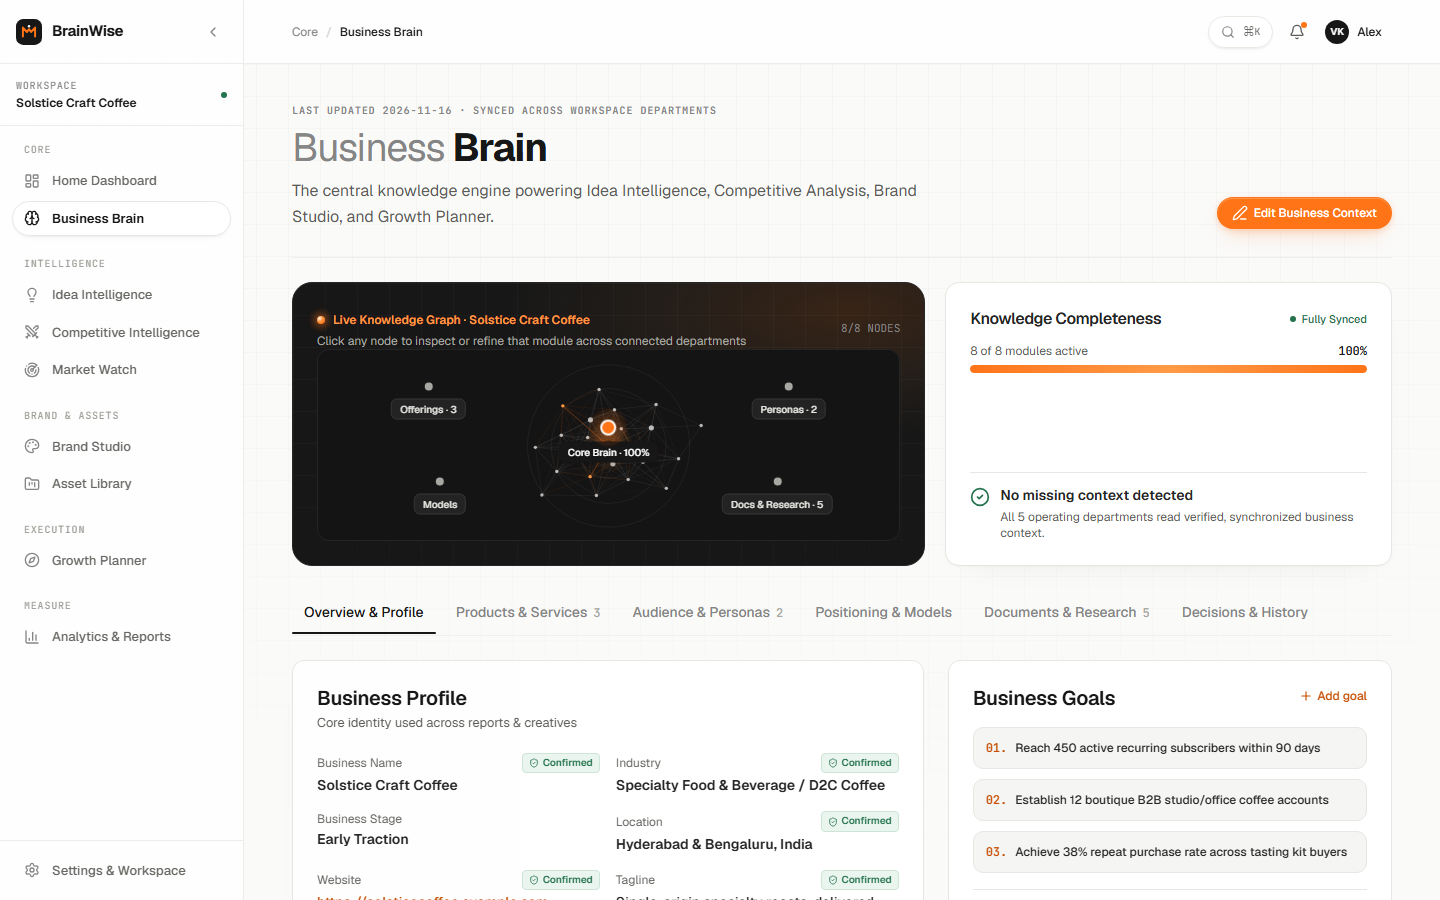 BrainWise
WORKSPACE
Solstice Craft Coffee
CORE
Home Dashboard
Business Brain
INTELLIGENCE
Idea Intelligence
Competitive Intelligence
Market Watch
BRAND & ASSETS
Brand Studio
Asset Library
EXECUTION
Growth Planner
MEASURE
Analytics & Reports
Settings & Workspace
Core / Business Brain
⌘K
VK Alex
LAST UPDATED 2026-11-16 · SYNCED ACROSS WORKSPACE DEPARTMENTS
Business Brain
The central knowledge engine powering Idea Intelligence, Competitive Analysis, Brand
Studio, and Growth Planner.
Edit Business Context
Live Knowledge Graph · Solstice Craft Coffee
8/8 NODES
Click any node to inspect or refine that module across connected departments
Offerings · 3
Personas · 2
Core Brain · 100%
Models
Docs & Research · 5
Knowledge Completeness
Fully Synced
8 of 8 modules active
100%
No missing context detected
All 5 operating departments read verified, synchronized business
context.
Overview & Profile
Products & Services 3
Audience & Personas 2
Positioning & Models
Documents & Research 5
Decisions & History
Business Profile
Core identity used across reports & creatives
Business Name
Confirmed
Solstice Craft Coffee
Industry
Confirmed
Specialty Food & Beverage / D2C Coffee
Business Stage
Early Traction
Location
Confirmed
Hyderabad & Bengaluru, India
Website
Confirmed
Tagline
Confirmed
Business Goals
Add goal
01. Reach 450 active recurring subscribers within 90 days
02. Establish 12 boutique B2B studio/office coffee accounts
03. Achieve 38% repeat purchase rate across tasting kit buyers